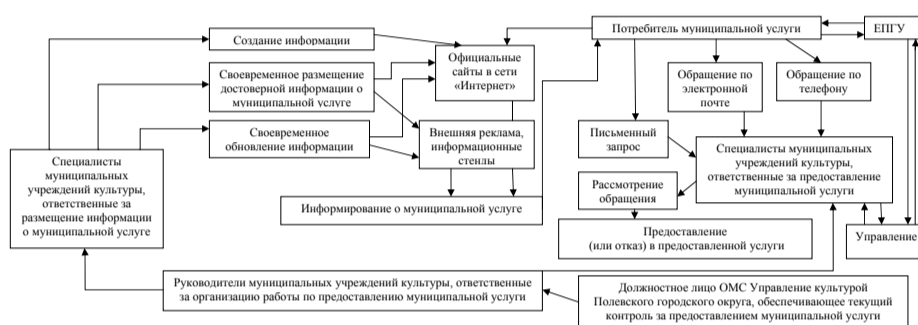 Создание информации
Своевременное размещение
достоверной информации о
муниципальной услуге
Своевременное
обновление информации
Специалисты
муниципальных
учреждений культуры,
ответственные за
размещение информации
о муниципальной услуге
Официальные
сайты в сети
«Интернет»
Внешняя реклама,
информационные
стенды
Информирование о муниципальной услуге
Потребитель муниципальной услуги
ЕПГУ
Обращение по
электронной
почте
Обращение по
телефону
Письменный
запрос
Специалисты муниципальных
учреждений культуры,
ответственные за предоставление
муниципальной услуги
Рассмотрение
обращения
Предоставление
(или отказ) в предоставленной услуги
Управление
Руководители муниципальных учреждений культуры, ответственные
за организацию работы по предоставлению муниципальной услуги
Должностное лицо ОМС Управление культурой
Полевского городского округа, обеспечивающее текущий
контроль за предоставлением муниципальной услуги